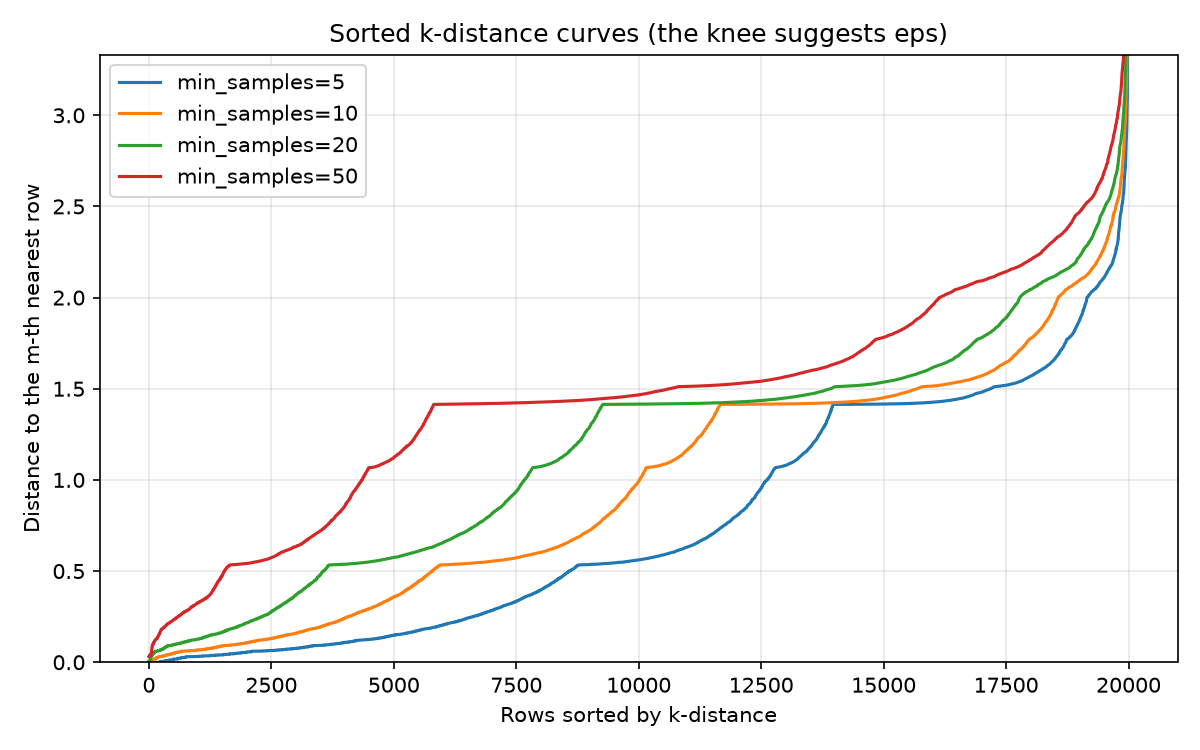 Sorted k-distance curves (the knee suggests eps)
min_samples=5
min_samples=10
min_samples=20
min_samples=50
Distance to the m-th nearest row
3.0
2.5
2.0
1.5
1.0
0.5
0.0
0 2500 5000 7500 10000 12500 15000 17500 20000
Rows sorted by k-distance